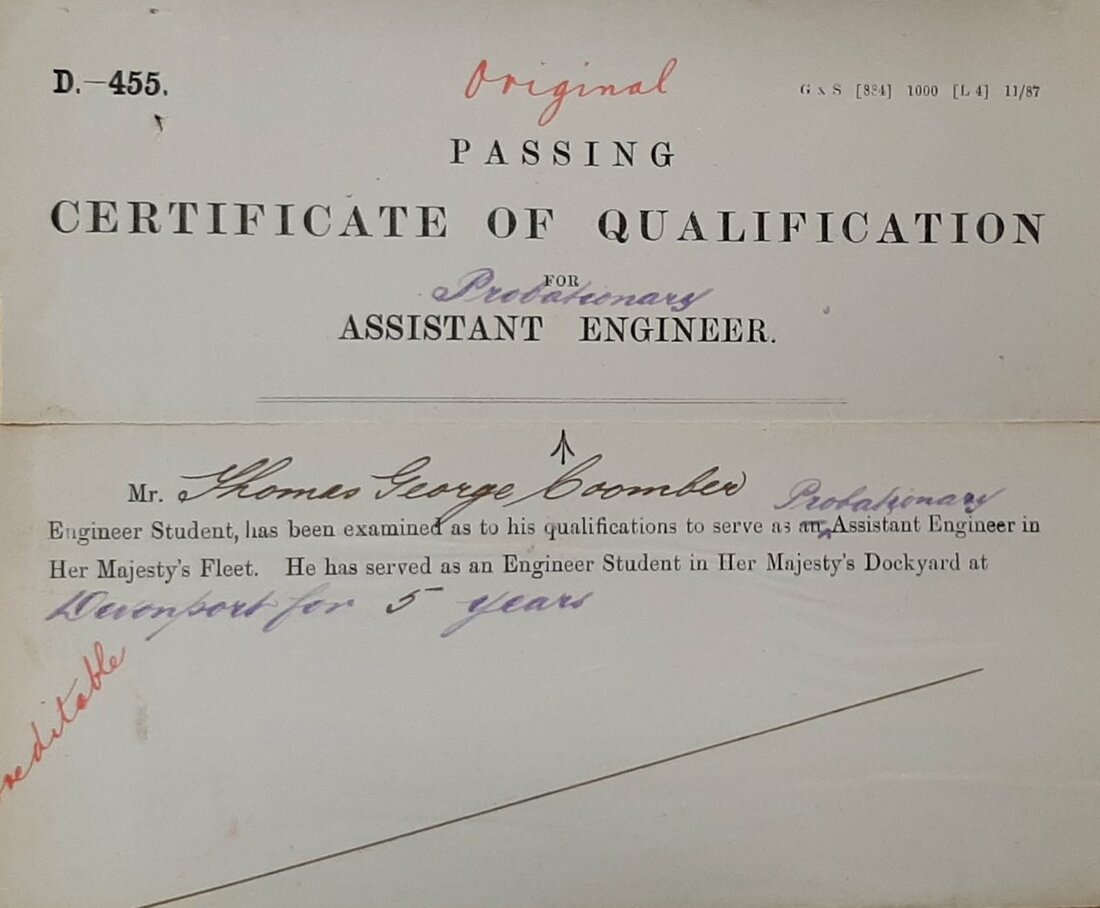 D.—455.
Original
G & S [884] 1000 [L 4] 11/87
PASSING
CERTIFICATE OF QUALIFICATION
FOR
Probationary
ASSISTANT ENGINEER.
Mr. Thomas George Coomber
Probationary
Engineer Student, has been examined as to his qualifications to serve as an Assistant Engineer in
Her Majesty's Fleet. He has served as an Engineer Student in Her Majesty's Dockyard at
Devonport for 5 years
reditable